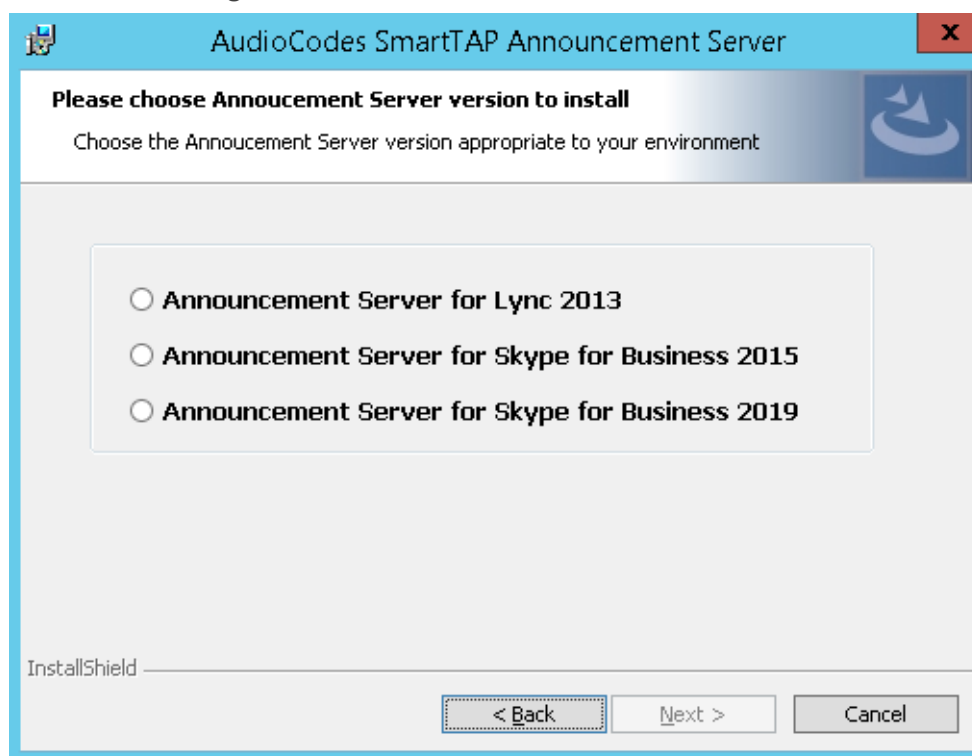 AudioCodes SmartTAP Announcement Server
x
Please choose Annoucement Server version to install
Choose the Annoucement Server version appropriate to your environment
Announcement Server for Lync 2013
Announcement Server for Skype for Business 2015
Announcement Server for Skype for Business 2019
InstallShield
< Back Next > Cancel